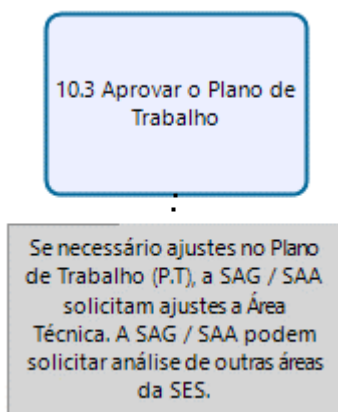 10.3 Aprovar o Plano de
Trabalho
Se necessário ajustes no Plano
de Trabalho (P.T), a SAG / SAA
solicitam ajustes a Área
Técnica. A SAG / SAA podem
solicitar análise de outras áreas
da SES.